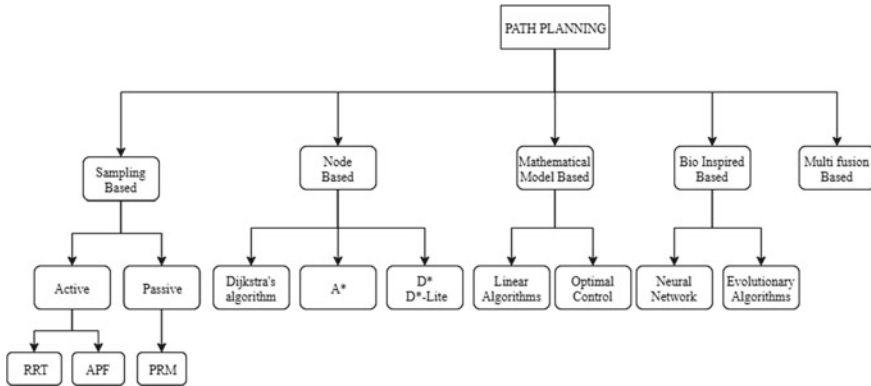 PATH PLANNING
Sampling
Based
Node
Based
Mathematical
Model Based
Bio Inspired
Based
Multi fusion
Based
Active
Passive
Dijkstra's
algorithm
A*
D*
D*-Lite
Linear
Algorithms
Optimal
Control
Neural
Network
Evolutionary
Algorithms
RRT
APF
PRM